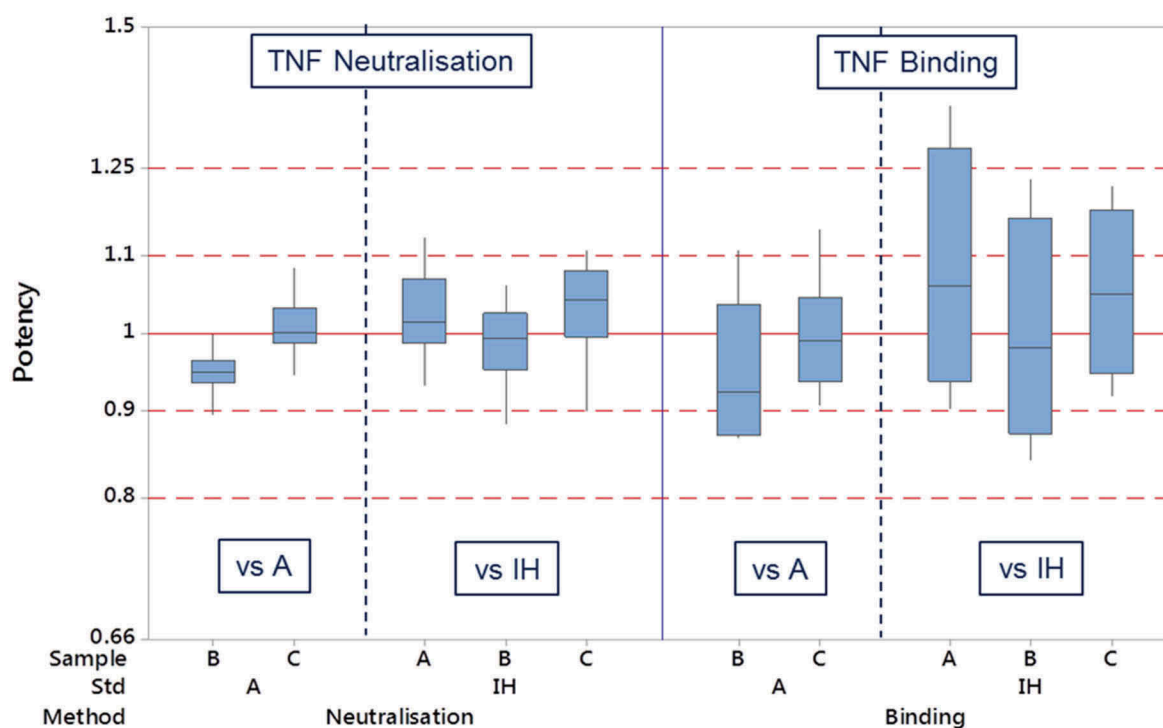 1.5
TNF Neutralisation
TNF Binding
1.25
1.1
1
0.9
0.8
0.66
Potency
vs A
vs IH
vs A
vs IH
Sample B C A B C B C A B C
Std A IH A IH
Method Neutralisation Binding